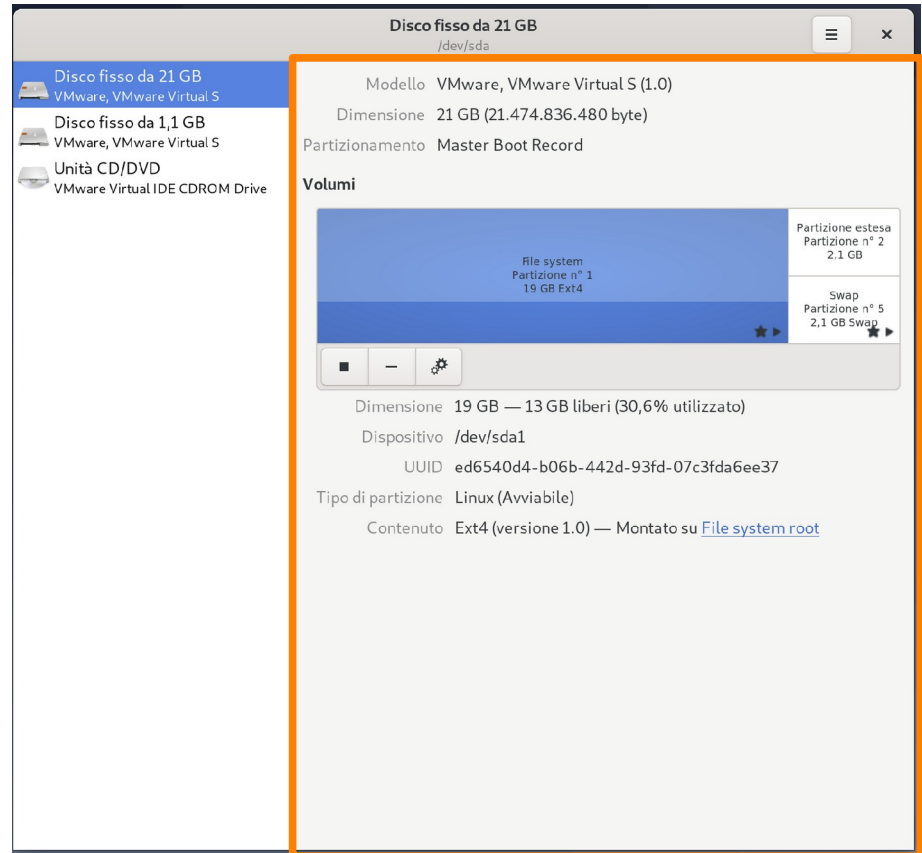 Disco fisso da 21 GB
/dev/sda
Disco fisso da 21 GB
VMware, VMware Virtual S
Disco fisso da 1,1 GB
VMware, VMware Virtual S
Unità CD/DVD
VMware Virtual IDE CDROM Drive
Modello VMware, VMware Virtual S (1.0)
Dimensione 21 GB (21.474.836.480 byte)
Partizionamento Master Boot Record
Volumi
File system
Partizione n° 1
19 GB Ext4
Partizione estesa
Partizione n° 2
2,1 GB
Swap
Partizione n° 5
2,1 GB Swap
Dimensione 19 GB — 13 GB liberi (30,6% utilizzato)
Dispositivo /dev/sda1
UUID ed6540d4-b06b-442d-93fd-07c3fda6ee37
Tipo di partizione Linux (Avviabile)
Contenuto Ext4 (versione 1.0) — Montato su File system root